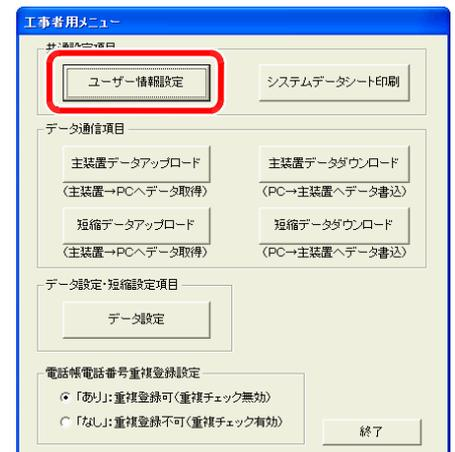 工事者用メニュー
共通設定項目
ユーザー情報設定
システムデータシート印刷
データ通信項目
主装置データアップロード
主装置データダウンロード
(主装置→PCへデータ取得)
(PC→主装置へデータ書込)
短縮データアップロード
短縮データダウンロード
(主装置→PCへデータ取得)
(PC→主装置へデータ書込)
データ設定・短縮設定項目
データ設定
電話帳電話番号重複登録設定
「あり」：重複登録可(重複チェック無効)
「なし」：重複登録不可(重複チェック有効)
終了